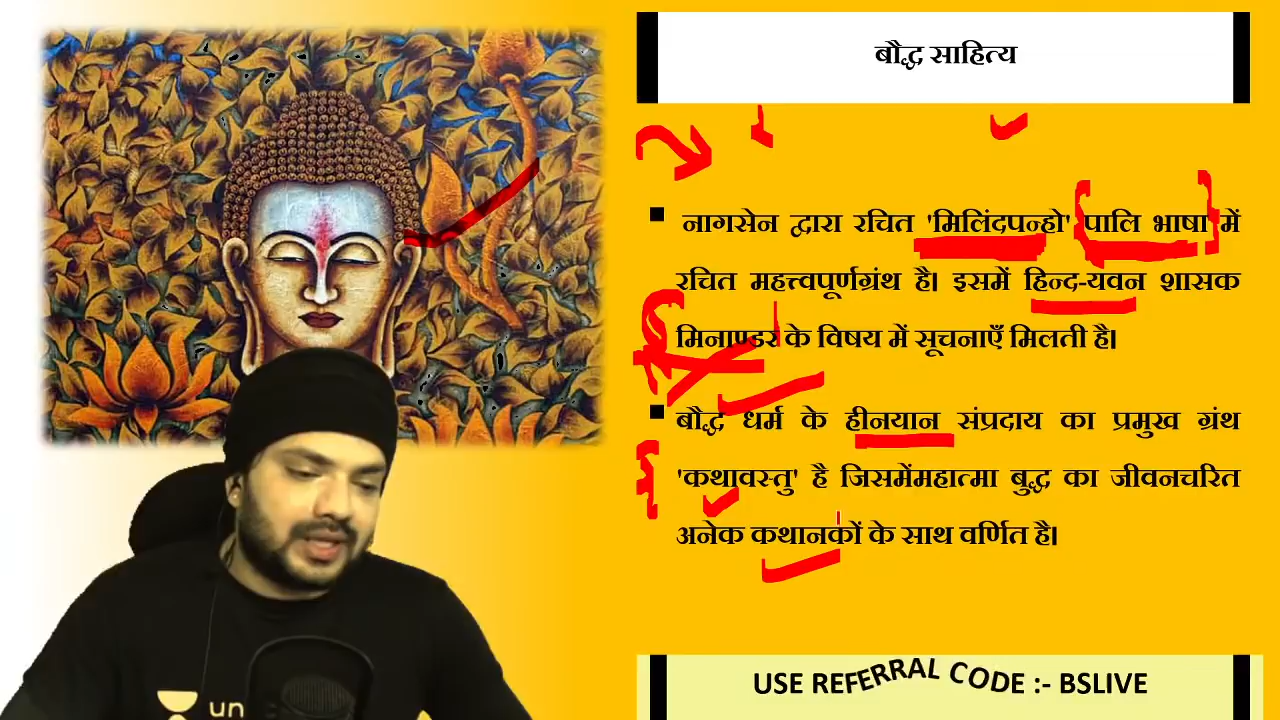 बौद्ध साहित्य
नागसेन द्वारा रचित 'मिलिंदपन्हो' पालि भाषा में
रचित महत्त्वपूर्णग्रंथ है। इसमें हिन्द-यवन शासक
मिनाण्डर के विषय में सूचनाएँ मिलती है।
बौद्ध धर्म के हीनयान संप्रदाय का प्रमुख ग्रंथ
'कथावस्तु' है जिसमेंमहात्मा बुद्ध का जीवनचरित
अनेक कथानकों के साथ वर्णित है।
USE REFERRAL CODE :- BSLIVE
un